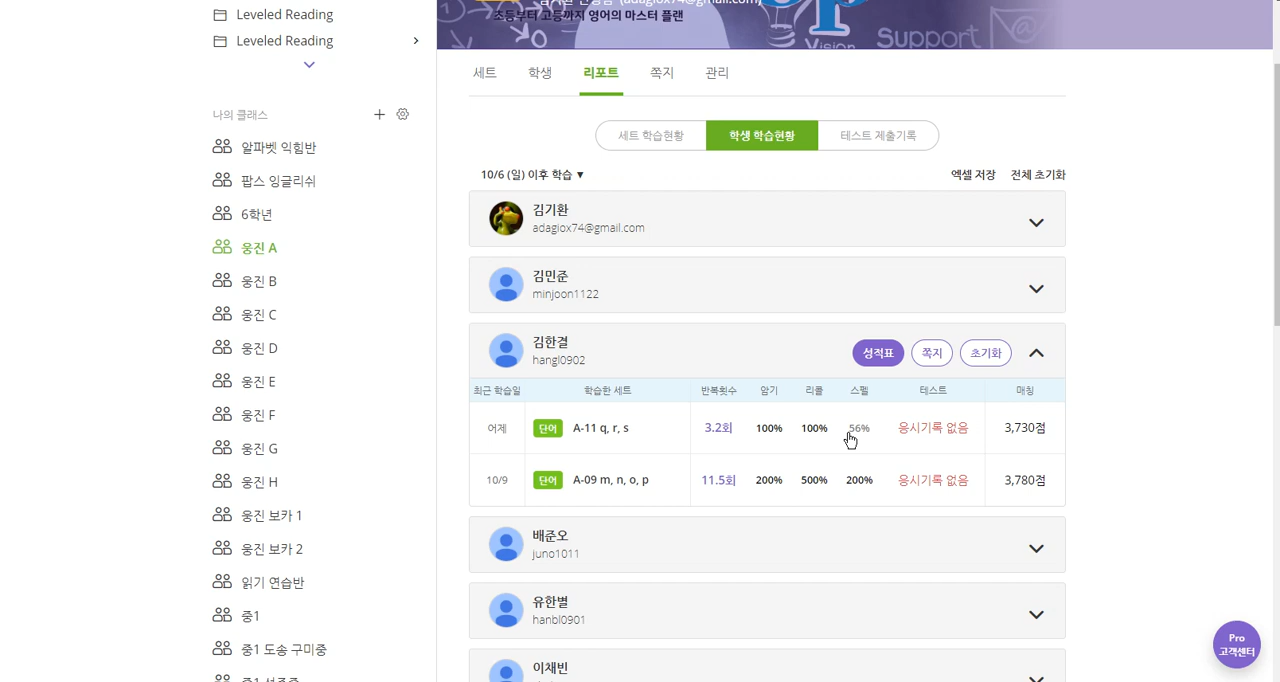 Leveled Reading
Leveled Reading
나의 클래스
알파벳 익힘반
팝스 잉글리쉬
6학년
웅진 A
웅진 B
웅진 C
웅진 D
웅진 E
웅진 F
웅진 G
웅진 H
웅진 보카 1
웅진 보카 2
읽기 연습반
중1
중1 도송 구미중
초등부터 고등까지 영어의 마스터 플랜
Vision
Support
세트 학생 리포트 쪽지 관리
세트 학습현황 학생 학습현황 테스트 제출기록
10/6 (일) 이후 학습 ▼ 엑셀 저장 전체 초기화
김기환
adagiox74@gmail.com
김민준
minjoon1122
김한결
hangl0902
성적표 쪽지 초기화
최근 학습일 학습한 세트 반복횟수 암기 리콜 스펠 테스트 매칭
어제 단어 A-11 q, r, s 3.2회 100% 100% 56% 응시기록 없음 3,730점
10/9 단어 A-09 m, n, o, p 11.5회 200% 500% 200% 응시기록 없음 3,780점
배준오
juno1011
유한별
hanbl0901
이채빈
Pro
고객센터